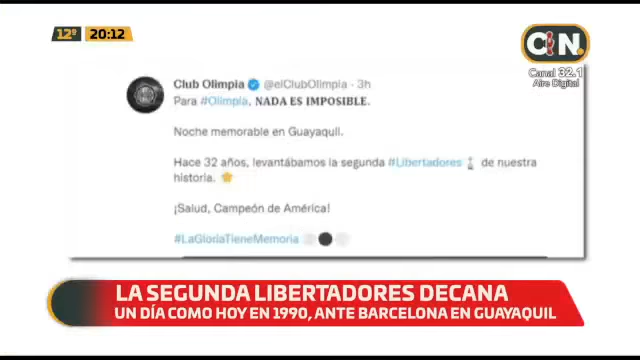 12º 20:12
C9N.
Canal 32.1
Aire Digital
Club Olimpia @elClubOlimpia · 3h
Para #Olimpia, NADA ES IMPOSIBLE.
Noche memorable en Guayaquil.
Hace 32 años, levantábamos la segunda #Libertadores de nuestra
historia.
¡Salud, Campeón de América!
#LaGloriaTieneMemoria
LA SEGUNDA LIBERTADORES DECANA
UN DÍA COMO HOY EN 1990, ANTE BARCELONA EN GUAYAQUIL